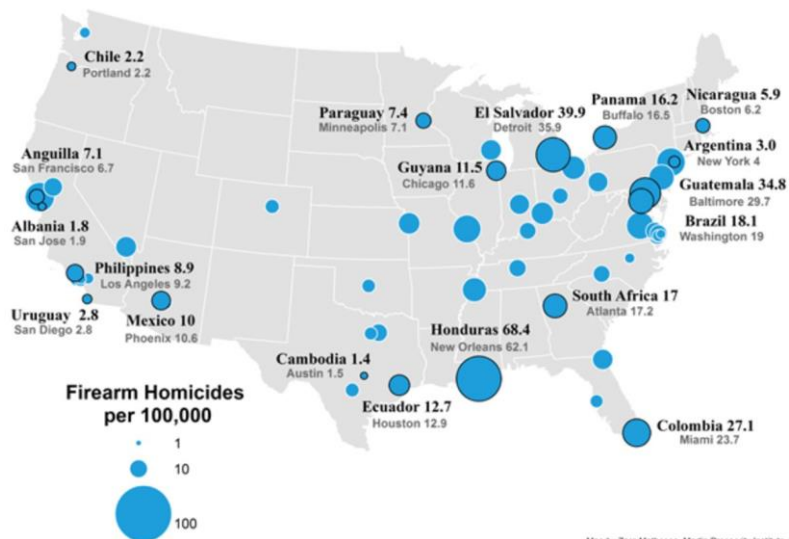 Chile 2.2
Portland 2.2
Paraguay 7.4
Minneapolis 7.1
El Salvador 39.9
Detroit 35.9
Panama 16.2
Buffalo 16.5
Nicaragua 5.9
Boston 6.2
Anguilla 7.1
San Francisco 6.7
Guyana 11.5
Chicago 11.6
Argentina 3.0
New York 4
Guatemala 34.8
Baltimore 29.7
Albania 1.8
San Jose 1.9
Brazil 18.1
Washington 19
Philippines 8.9
Los Angeles 9.2
Uruguay 2.8
San Diego 2.8
Mexico 10
Phoenix 10.6
South Africa 17
Atlanta 17.2
Honduras 68.4
New Orleans 62.1
Cambodia 1.4
Austin 1.5
Ecuador 12.7
Houston 12.9
Colombia 27.1
Miami 23.7
Firearm Homicides
per 100,000
1
10
100